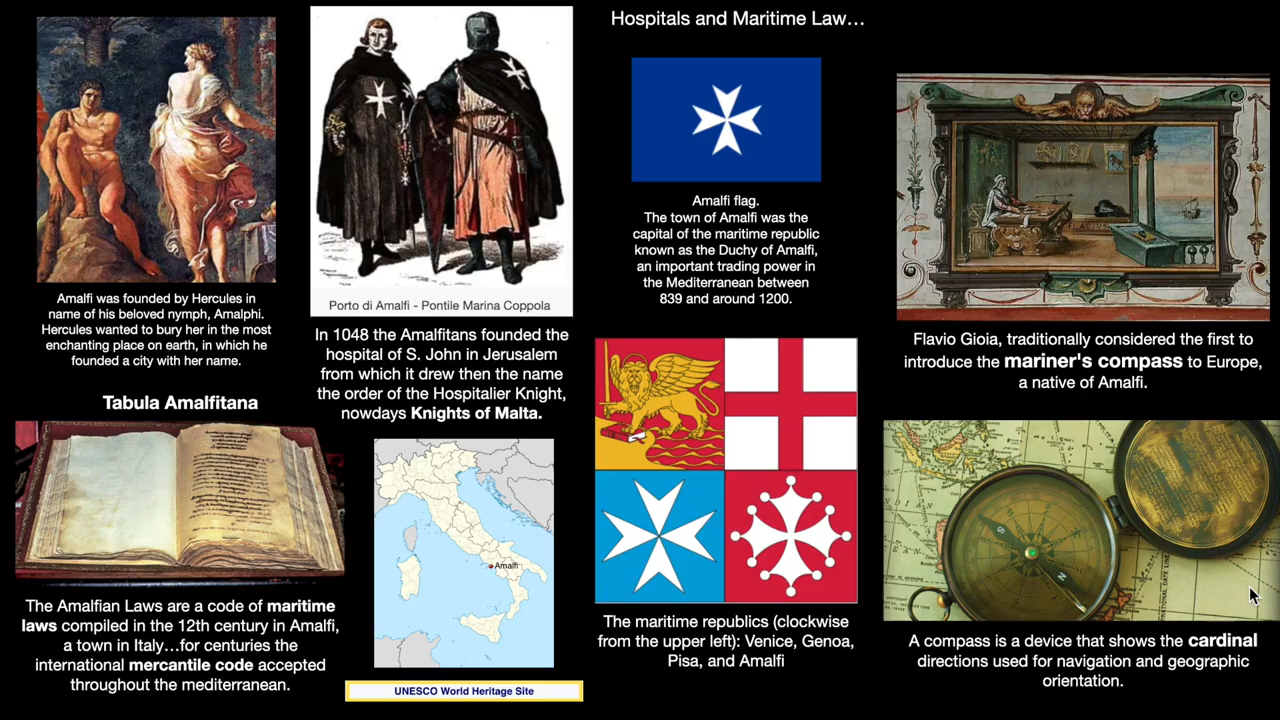 Hospitals and Maritime Law…
Amalfi was founded by Hercules in
name of his beloved nymph, Amalphi.
Hercules wanted to bury her in the most
enchanting place on earth, in which he
founded a city with her name.
Tabula Amalfitana
The Amalfian Laws are a code of maritime
laws compiled in the 12th century in Amalfi,
a town in Italy…for centuries the
international mercantile code accepted
throughout the mediterranean.
Porto di Amalfi - Pontile Marina Coppola
In 1048 the Amalfitans founded the
hospital of S. John in Jerusalem
from which it drew then the name
the order of the Hospitalier Knight,
nowdays Knights of Malta.
Amalfi
UNESCO World Heritage Site
Amalfi flag.
The town of Amalfi was the
capital of the maritime republic
known as the Duchy of Amalfi,
an important trading power in
the Mediterranean between
839 and around 1200.
The maritime republics (clockwise
from the upper left): Venice, Genoa,
Pisa, and Amalfi
Flavio Gioia, traditionally considered the first to
introduce the mariner's compass to Europe,
a native of Amalfi.
A compass is a device that shows the cardinal
directions used for navigation and geographic
orientation.